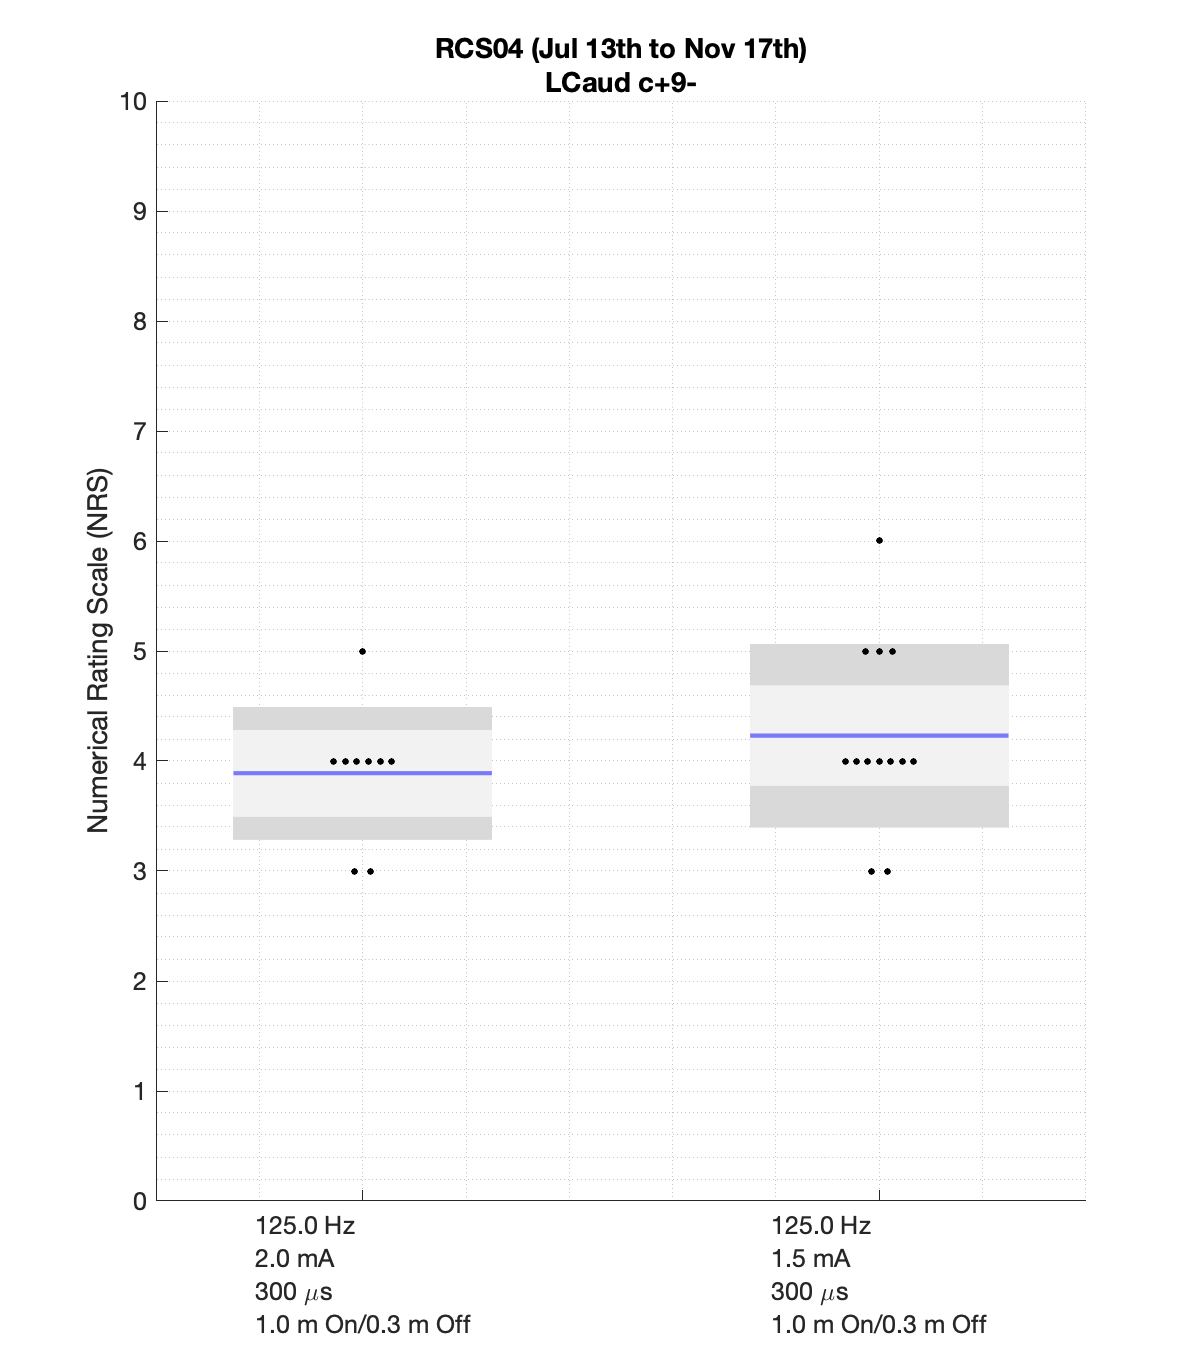 RCS04 (Jul 13th to Nov 17th)
LCaud c+9-
Numerical Rating Scale (NRS)
10
9
8
7
6
5
4
3
2
1
0
125.0 Hz
2.0 mA
300 μs
1.0 m On/0.3 m Off
125.0 Hz
1.5 mA
300 μs
1.0 m On/0.3 m Off